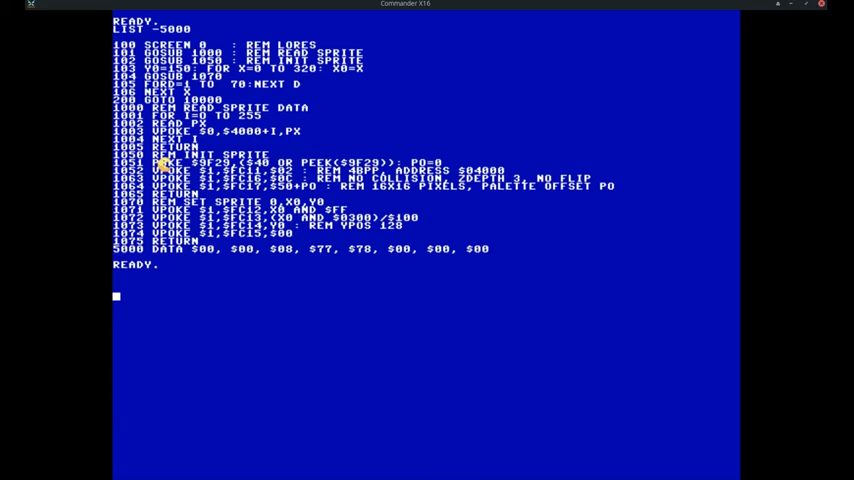 Commander X16
READY.
LIST -5000
100 SCREEN 0   : REM LORES
101 GOSUB 1000 : REM READ SPRITE
102 GOSUB 1050 : REM INIT SPRITE
103 Y0=150: FOR X=0 TO 320: X0=X
104 GOSUB 1070
105 FORD=1 TO  70:NEXT D
106 NEXT X
200 GOTO 10000
1000 REM READ SPRITE DATA
1001 FOR I=0 TO 255
1002 READ PX
1003 VPOKE $0,$4000+I,PX
1004 NEXT I
1005 RETURN
1050 REM INIT SPRITE
1051 POKE $9F29,($40 OR PEEK($9F29)): PO=0
1052 VPOKE $1,$FC11,$02 : REM 4BPP, ADDRESS $04000
1063 VPOKE $1,$FC16,$0C : REM NO COLLISION, ZDEPTH 3, NO FLIP
1064 VPOKE $1,$FC17,$50+PO : REM 16X16 PIXELS, PALETTE OFFSET PO
1065 RETURN
1070 REM SET SPRITE 0,X0,Y0
1071 VPOKE $1,$FC12,X0 AND $FF
1072 VPOKE $1,$FC13,(X0 AND $0300)/$100
1073 VPOKE $1,$FC14,Y0 : REM YPOS 128
1074 VPOKE $1,$FC15,$00
1075 RETURN
5000 DATA $00, $00, $08, $77, $78, $00, $00, $00
READY.